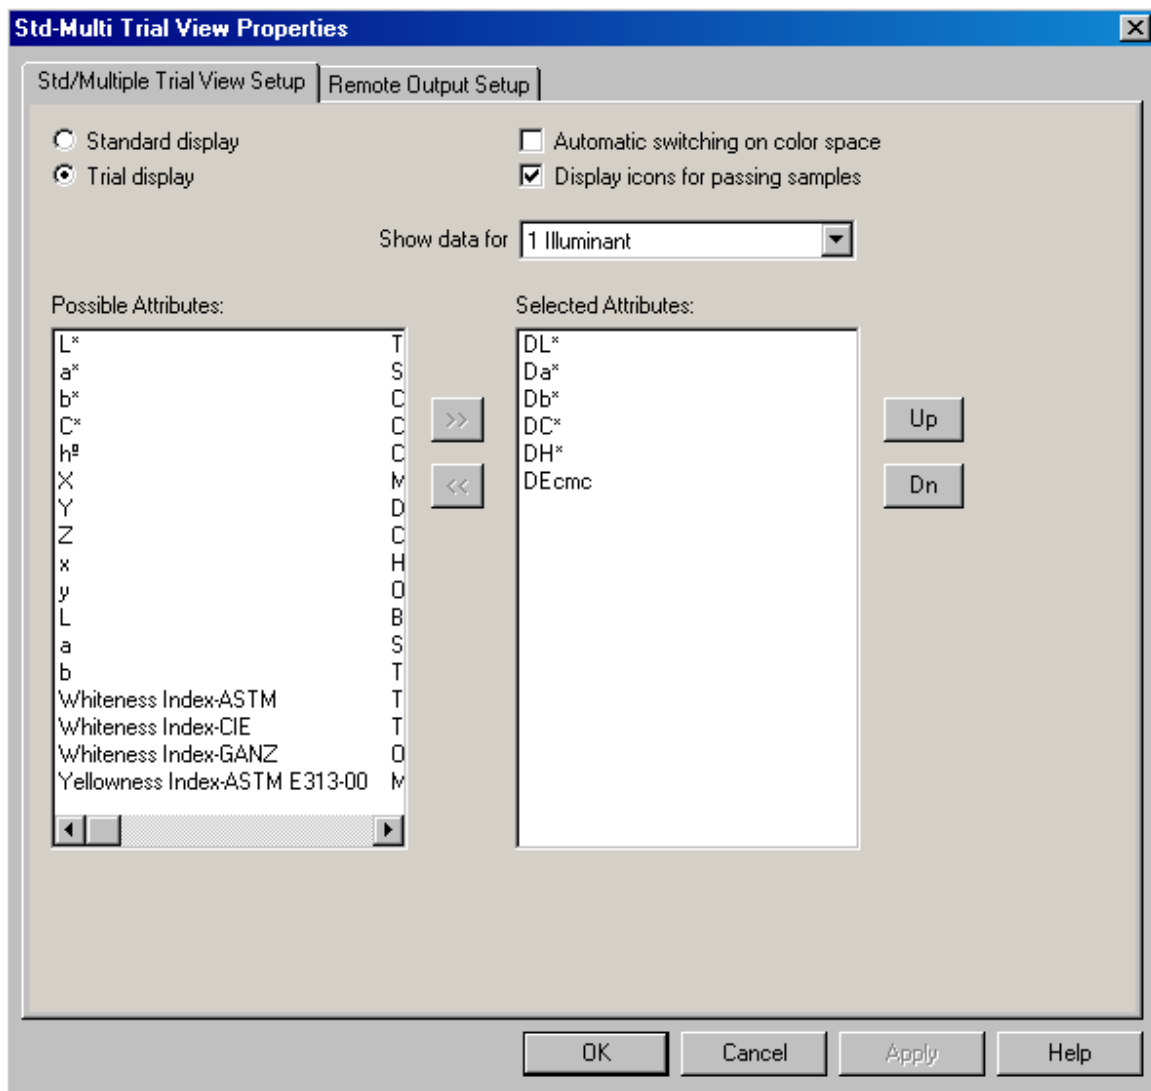 Std-Multi Trial View Properties
Std/Multiple Trial View Setup
Remote Output Setup
Standard display
Automatic switching on color space
Trial display
Display icons for passing samples
Show data for 1 Illuminant
Possible Attributes:
Selected Attributes:
L* T
a* S
b* C
C* C
hº C
X M
Y D
Z C
x H
y O
L B
a S
b T
Whiteness Index-ASTM T
Whiteness Index-CIE T
Whiteness Index-GANZ O
Yellowness Index-ASTM E313-00 M
>>
<<
DL*
Da*
Db*
DC*
DH*
DEcmc
Up
Dn
OK
Cancel
Apply
Help